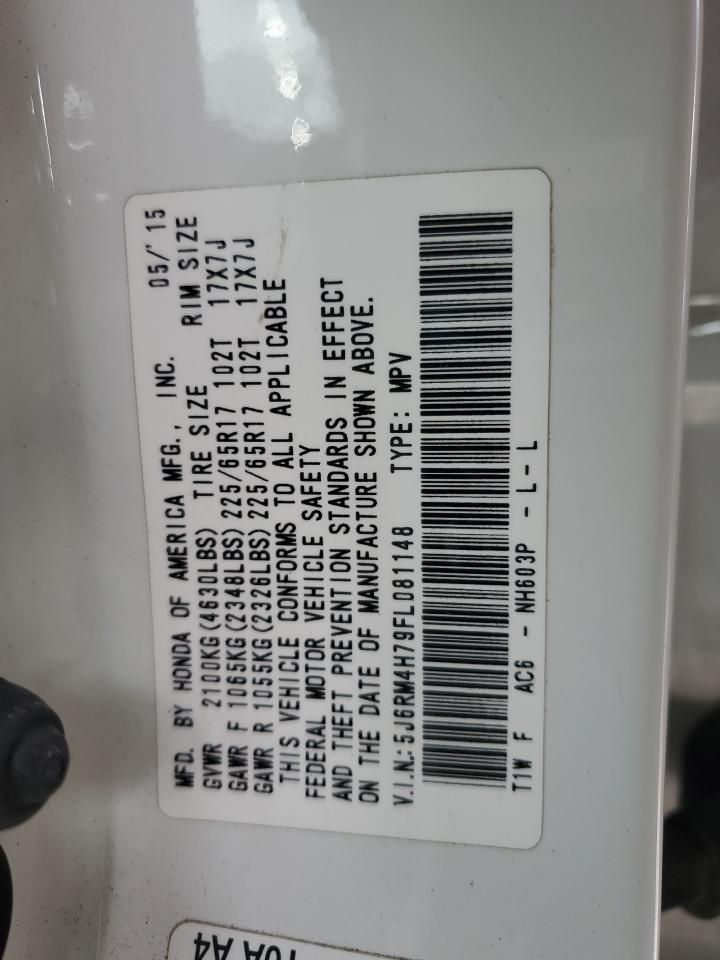 MFD. BY HONDA OF AMERICA MFG., INC. 05/'15
GVWR 2100KG(4630LBS) TIRE SIZE RIM SIZE
GAWR F 1065KG(2348LBS) 225/65R17 102T 17X7J
GAWR R 1055KG(2326LBS) 225/65R17 102T 17X7J
THIS VEHICLE CONFORMS TO ALL APPLICABLE
FEDERAL MOTOR VEHICLE SAFETY
AND THEFT PREVENTION STANDARDS IN EFFECT
ON THE DATE OF MANUFACTURE SHOWN ABOVE.
V.I.N.: 5J6RM4H79FL081148 TYPE: MPV
T1W F AC6 - NH603P - L - L
A4